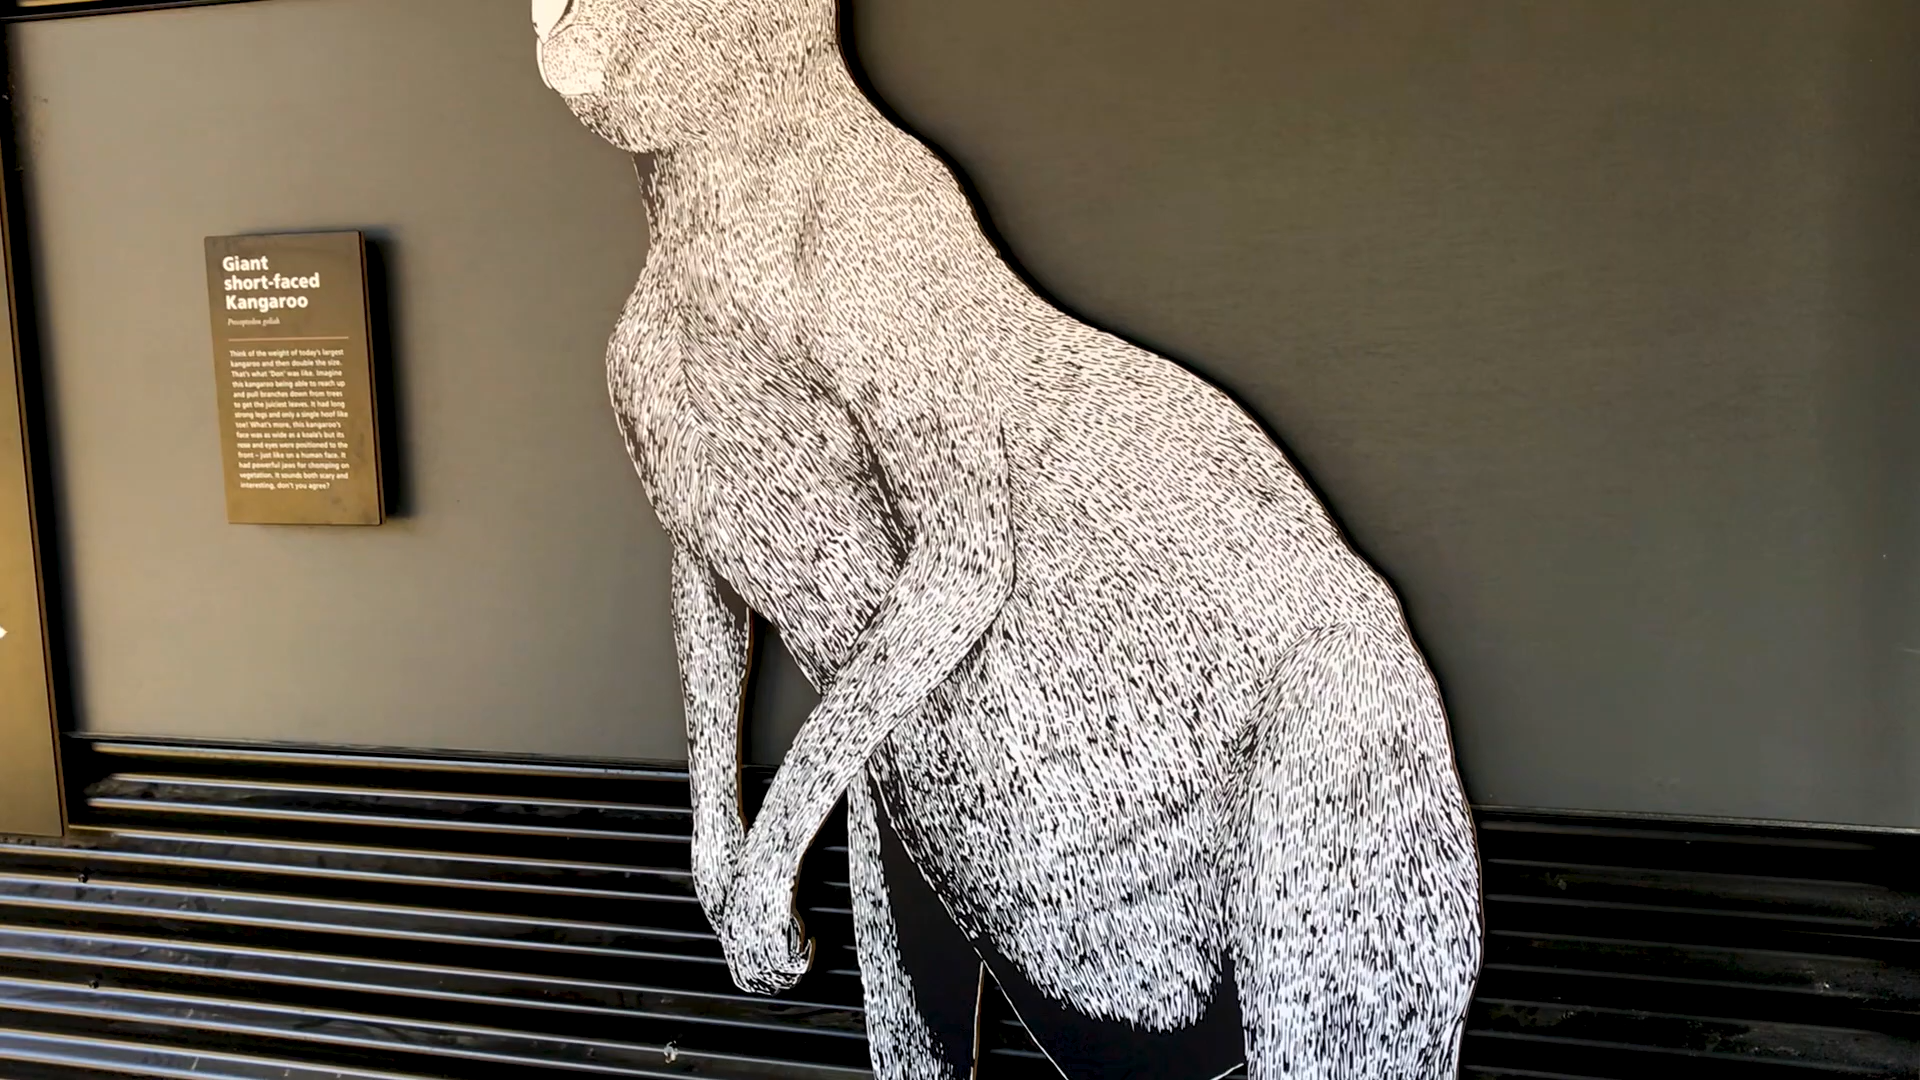 Giant
short-faced
Kangaroo
Procoptodon goliah
Think of the weight of today's largest
kangaroo and then double the size.
That's what 'Don' was like. Imagine
this kangaroo being able to reach up
and pull branches down from trees
to get the juiciest leaves. It had long
strong legs and only a single hoof like
toe! What's more, this kangaroo's
face was as wide as a koala's but its
nose and eyes were positioned to the
front – just like on a human face. It
had powerful jaws for chomping on
vegetation. It sounds both scary and
interesting, don't you agree?